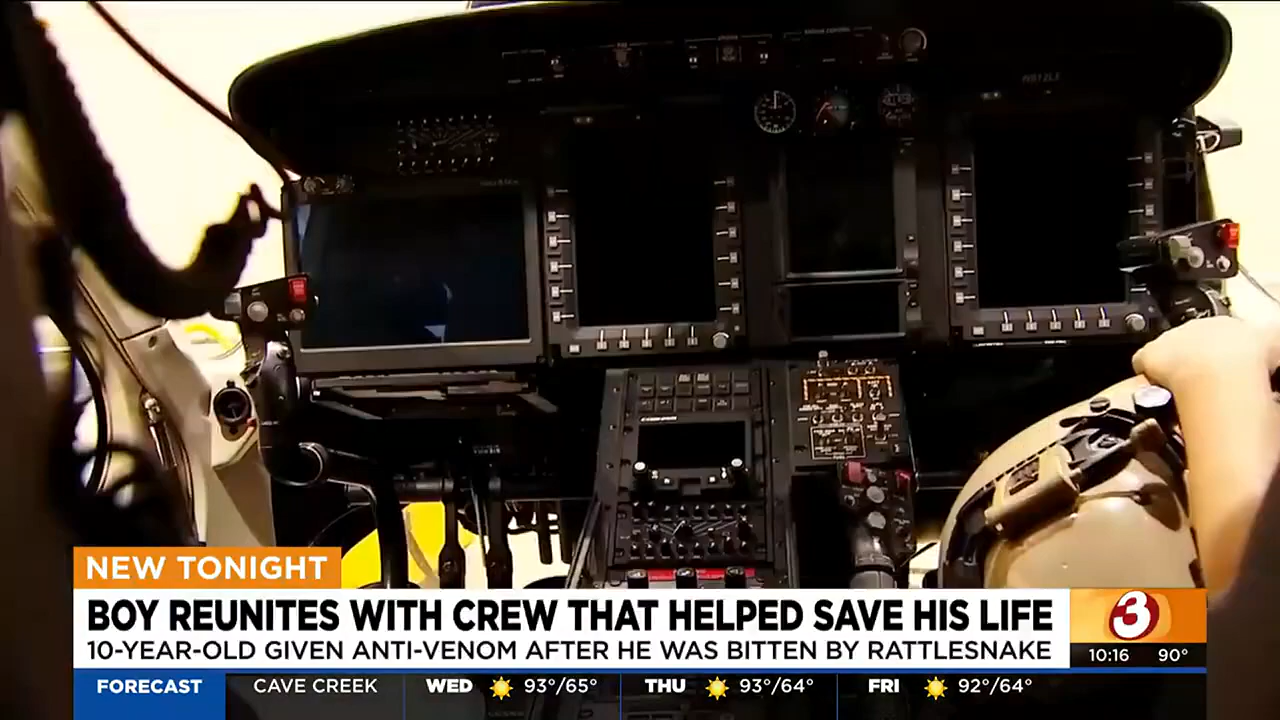 NEW TONIGHT
BOY REUNITES WITH CREW THAT HELPED SAVE HIS LIFE
10-YEAR-OLD GIVEN ANTI-VENOM AFTER HE WAS BITTEN BY RATTLESNAKE
3
10:16 90°
FORECAST CAVE CREEK WED 93°/65° THU 93°/64° FRI 92°/64°